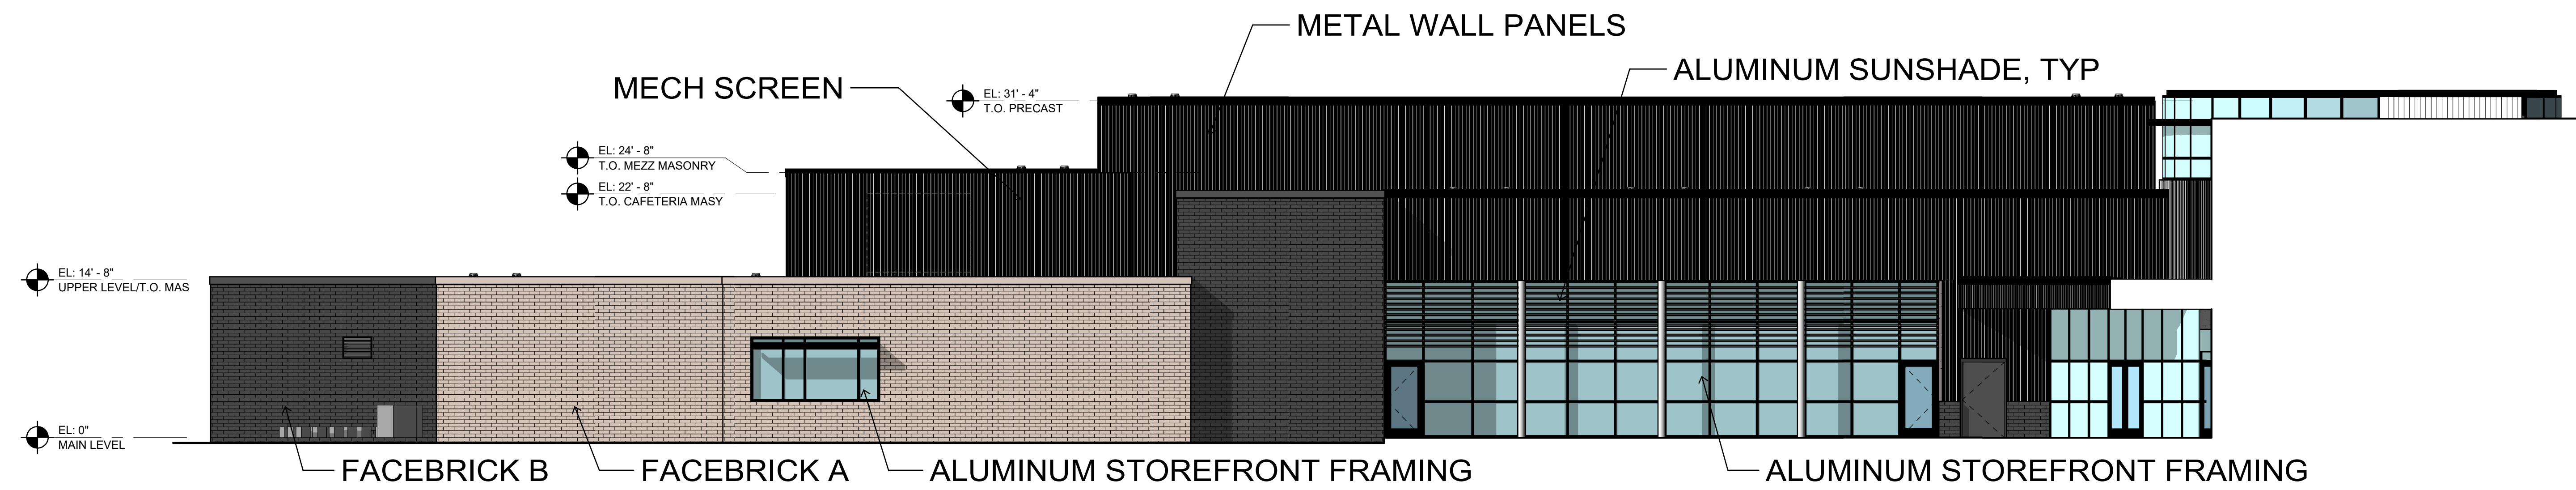 METAL WALL PANELS
ALUMINUM SUNSHADE, TYP
MECH SCREEN
EL: 31' - 4"
T.O. PRECAST
EL: 24' - 8"
T.O. MEZZ MASONRY
EL: 22' - 8"
T.O. CAFETERIA MASY
EL: 14' - 8"
UPPER LEVEL/T.O. MAS
EL: 0"
MAIN LEVEL
FACEBRICK B
FACEBRICK A
ALUMINUM STOREFRONT FRAMING
ALUMINUM STOREFRONT FRAMING